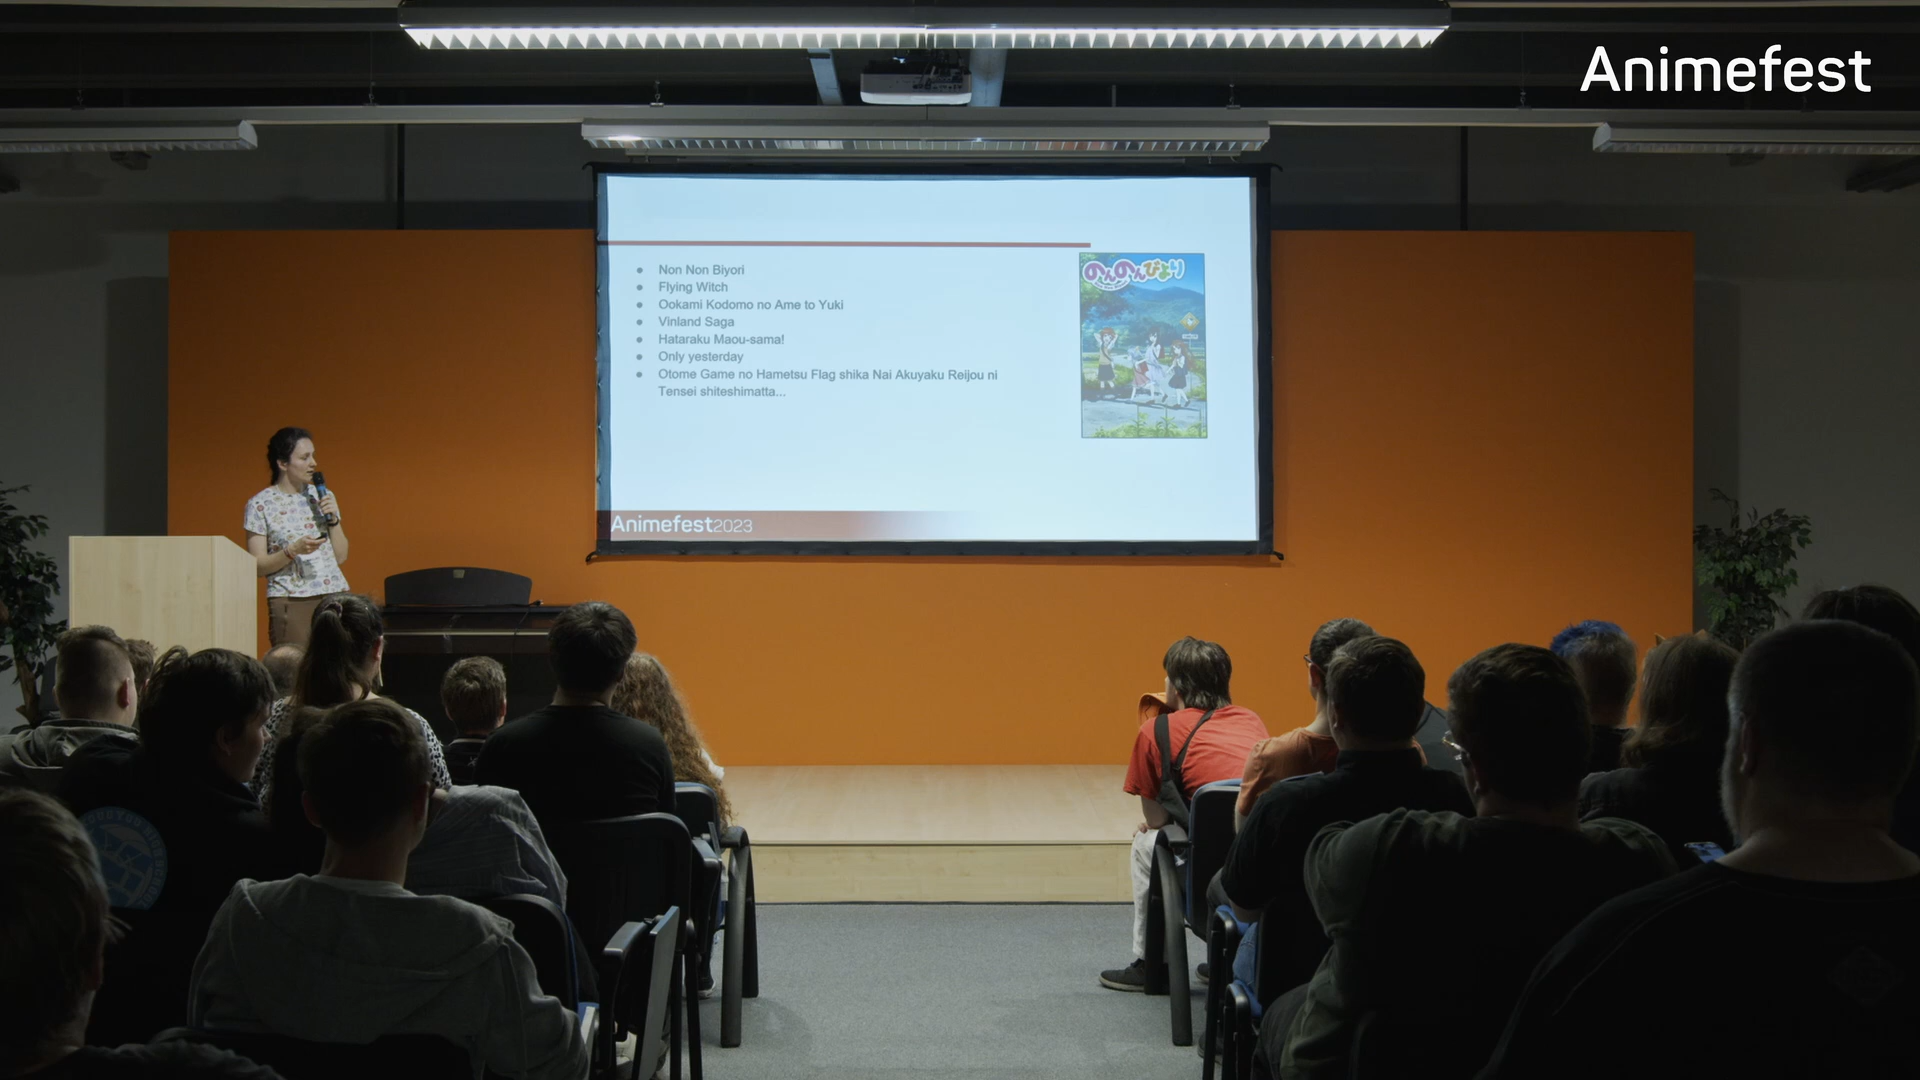 Animefest
Non Non Biyori
Flying Witch
Ookami Kodomo no Ame to Yuki
Vinland Saga
Hataraku Maou-sama!
Only yesterday
Otome Game no Hametsu Flag shika Nai Akuyaku Reijou ni
Tensei shiteshimatta...
のんのんびより
Animefest2023